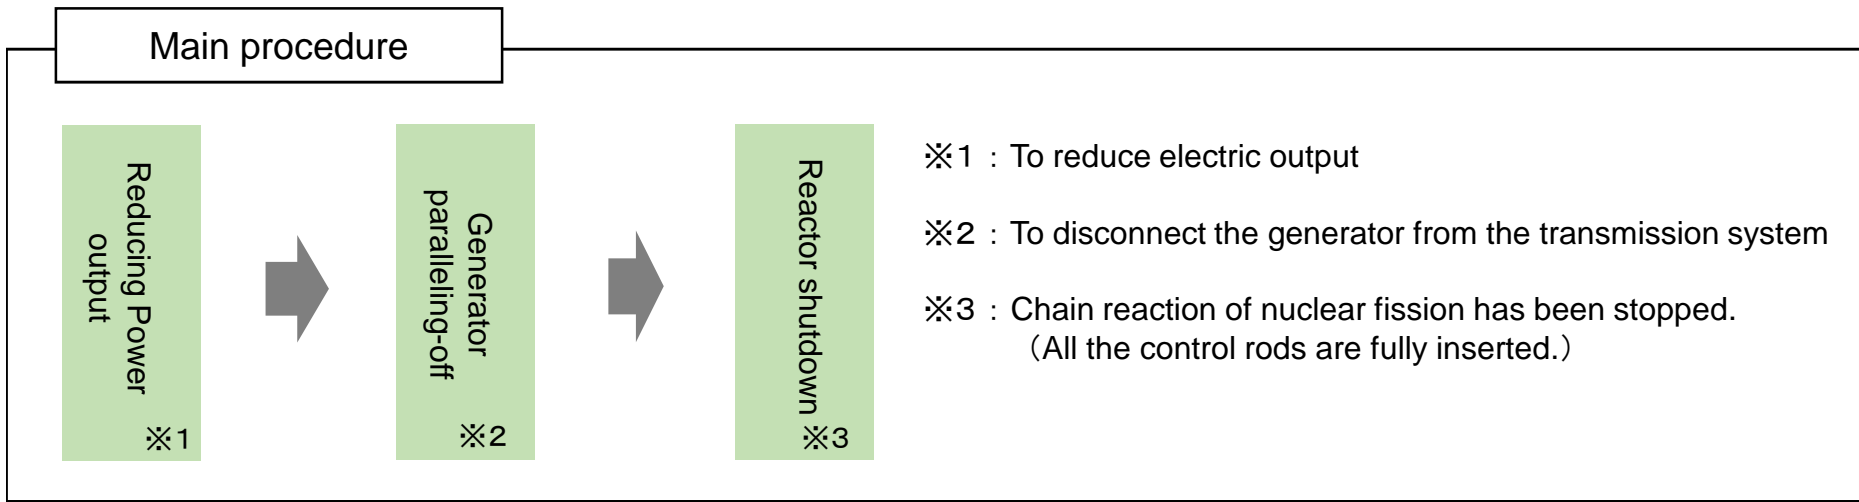 Main procedure
Reducing Power
output
※1
Generator
paralleling-off
※2
Reactor shutdown
※3
※1：To reduce electric output
※2：To disconnect the generator from the transmission system
※3：Chain reaction of nuclear fission has been stopped.
（All the control rods are fully inserted.）